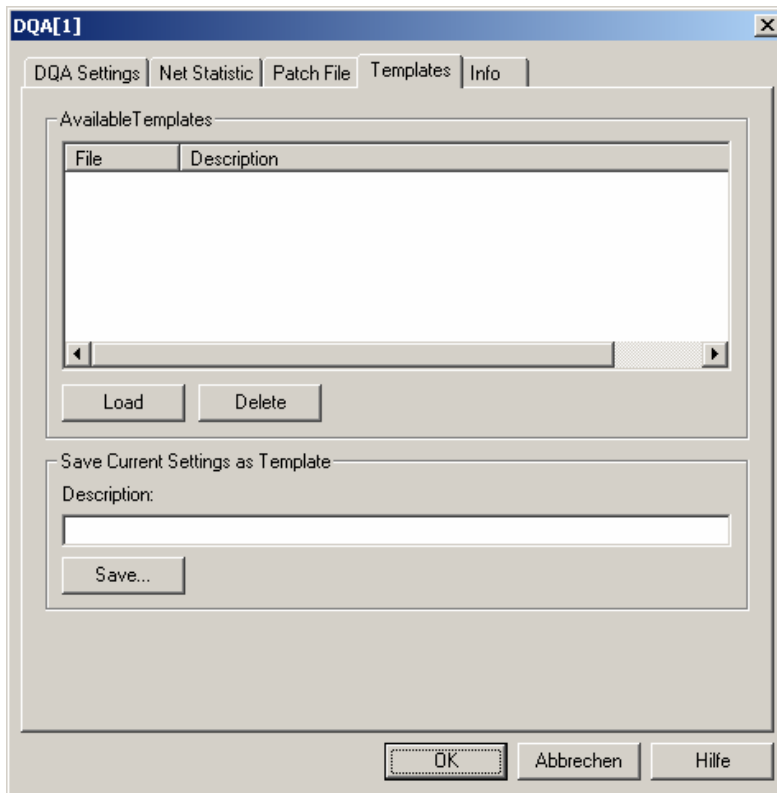 DQA[1]
DQA Settings Net Statistic Patch File Templates Info
AvailableTemplates
File Description
Load Delete
Save Current Settings as Template
Description:
Save...
OK Abbrechen Hilfe